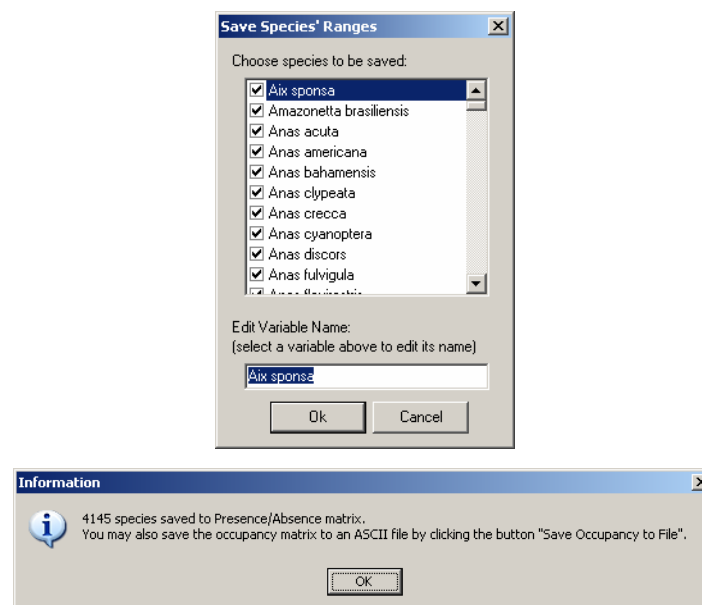 Save Species' Ranges
Choose species to be saved:
Aix sponsa
Amazonetta brasiliensis
Anas acuta
Anas americana
Anas bahamensis
Anas clypeata
Anas crecca
Anas cyanoptera
Anas discors
Anas fulvigula
Edit Variable Name:
(select a variable above to edit its name)
Aix sponsa
Ok Cancel
Information
4145 species saved to Presence/Absence matrix.
You may also save the occupancy matrix to an ASCII file by clicking the button "Save Occupancy to File".
OK